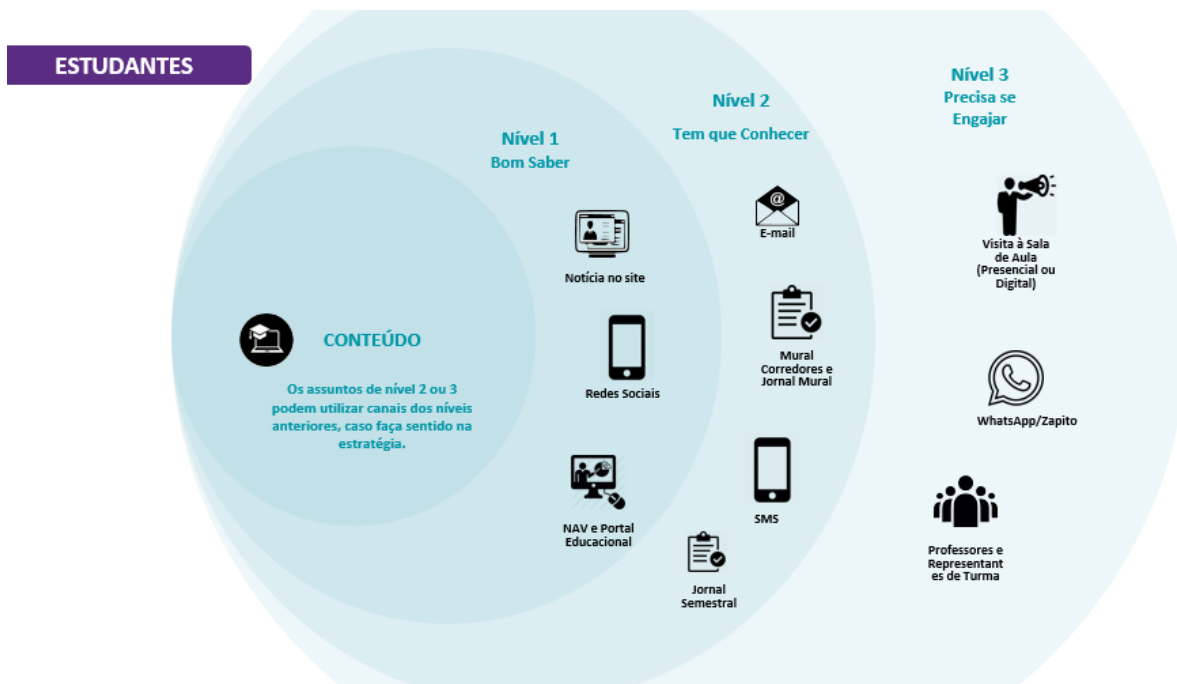 ESTUDANTES
Nível 1
Bom Saber
Nível 2
Tem que Conhecer
Nível 3
Precisa se
Engajar
CONTEÚDO
Os assuntos de nível 2 ou 3
podem utilizar canais dos níveis
anteriores, caso faça sentido na
estratégia.
Notícia no site
Redes Sociais
NAV e Portal
Educacional
@
E-mail
Mural
Corredores e
Jornal Mural
SMS
Jornal
Semestral
Visita à Sala
de Aula
(Presencial ou
Digital)
WhatsApp/Zapito
Professores e
Representant
es de Turma